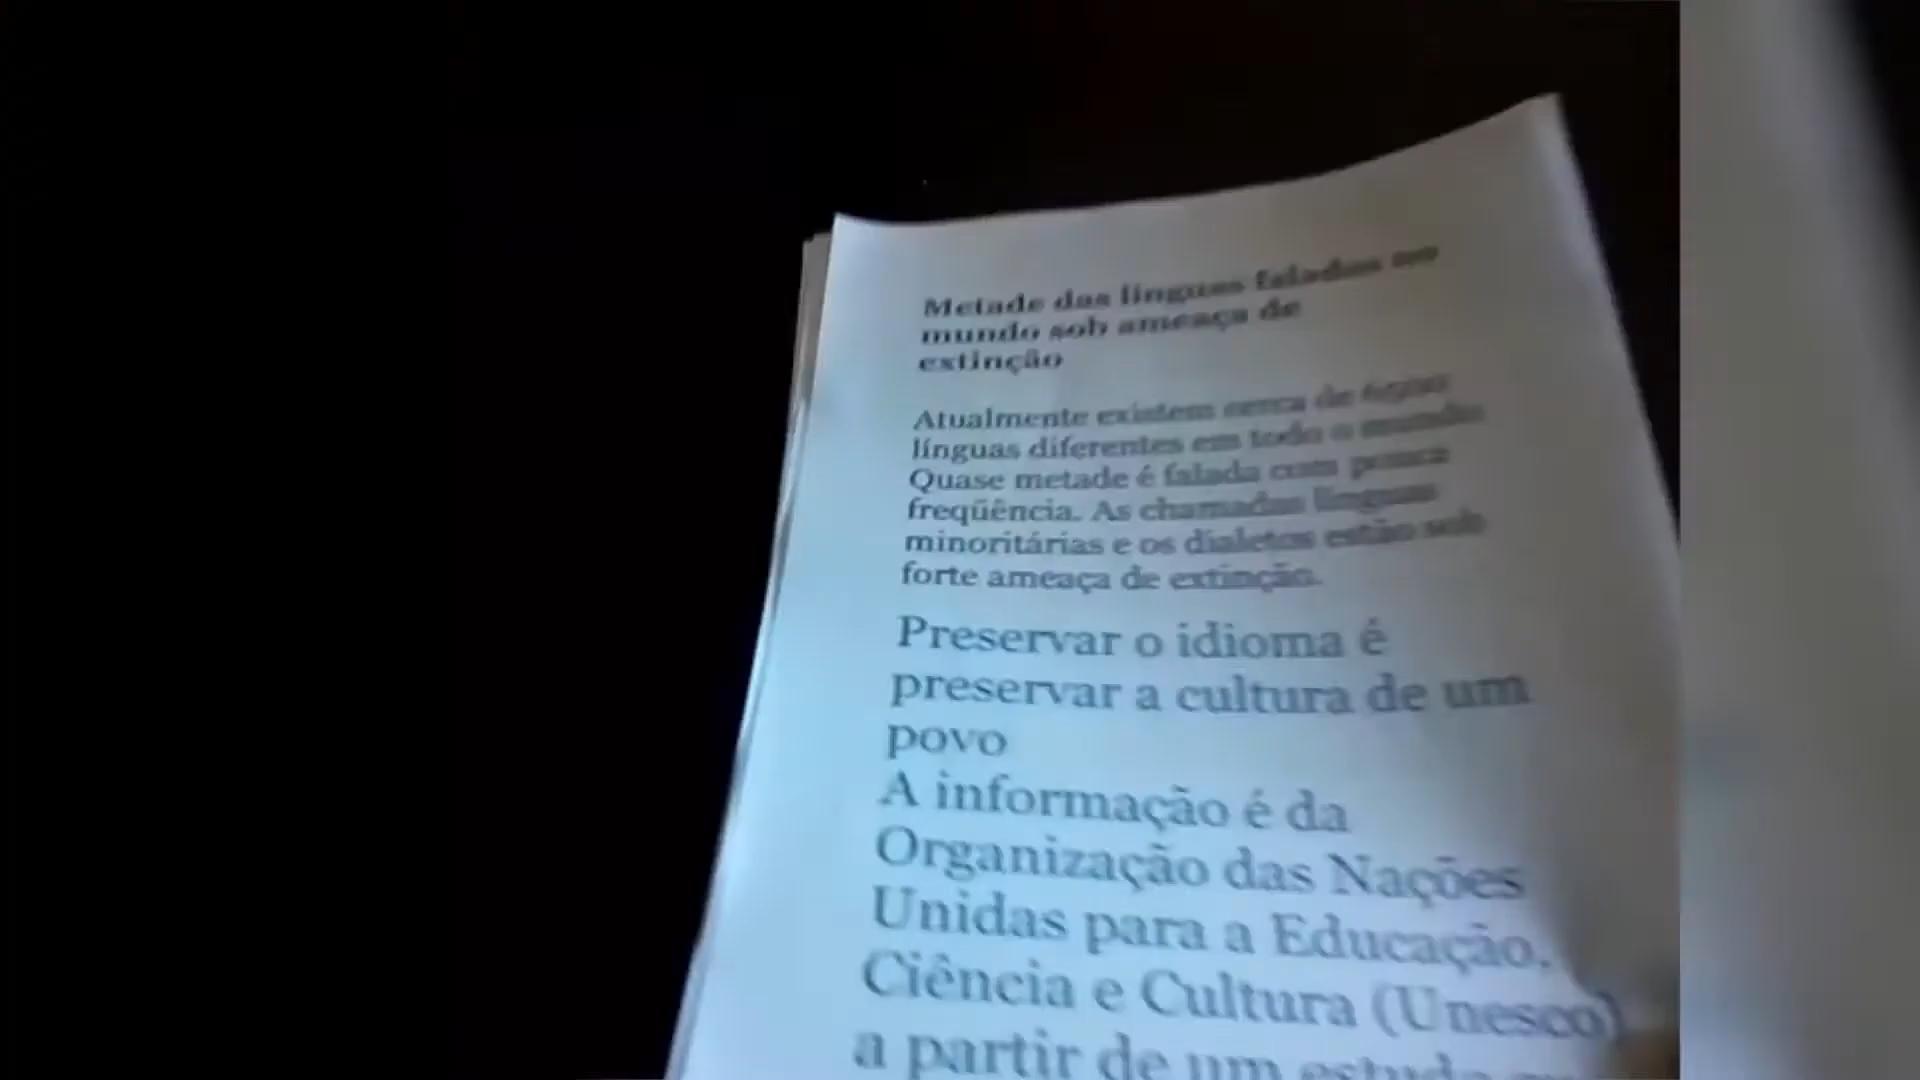 Metade das línguas faladas no
mundo sob ameaça de
extinção
Atualmente existem cerca de
línguas diferentes em todo o mundo
Quase metade é falada com pouca
freqüência. As chamadas línguas
minoritárias e os dialetos estão sob
forte ameaça de extinção.
Preservar o idioma é
preservar a cultura de um
povo
A informação é da
Organização das Nações
Unidas para a Educação,
Ciência e Cultura (Unesco)
a partir de um estudo